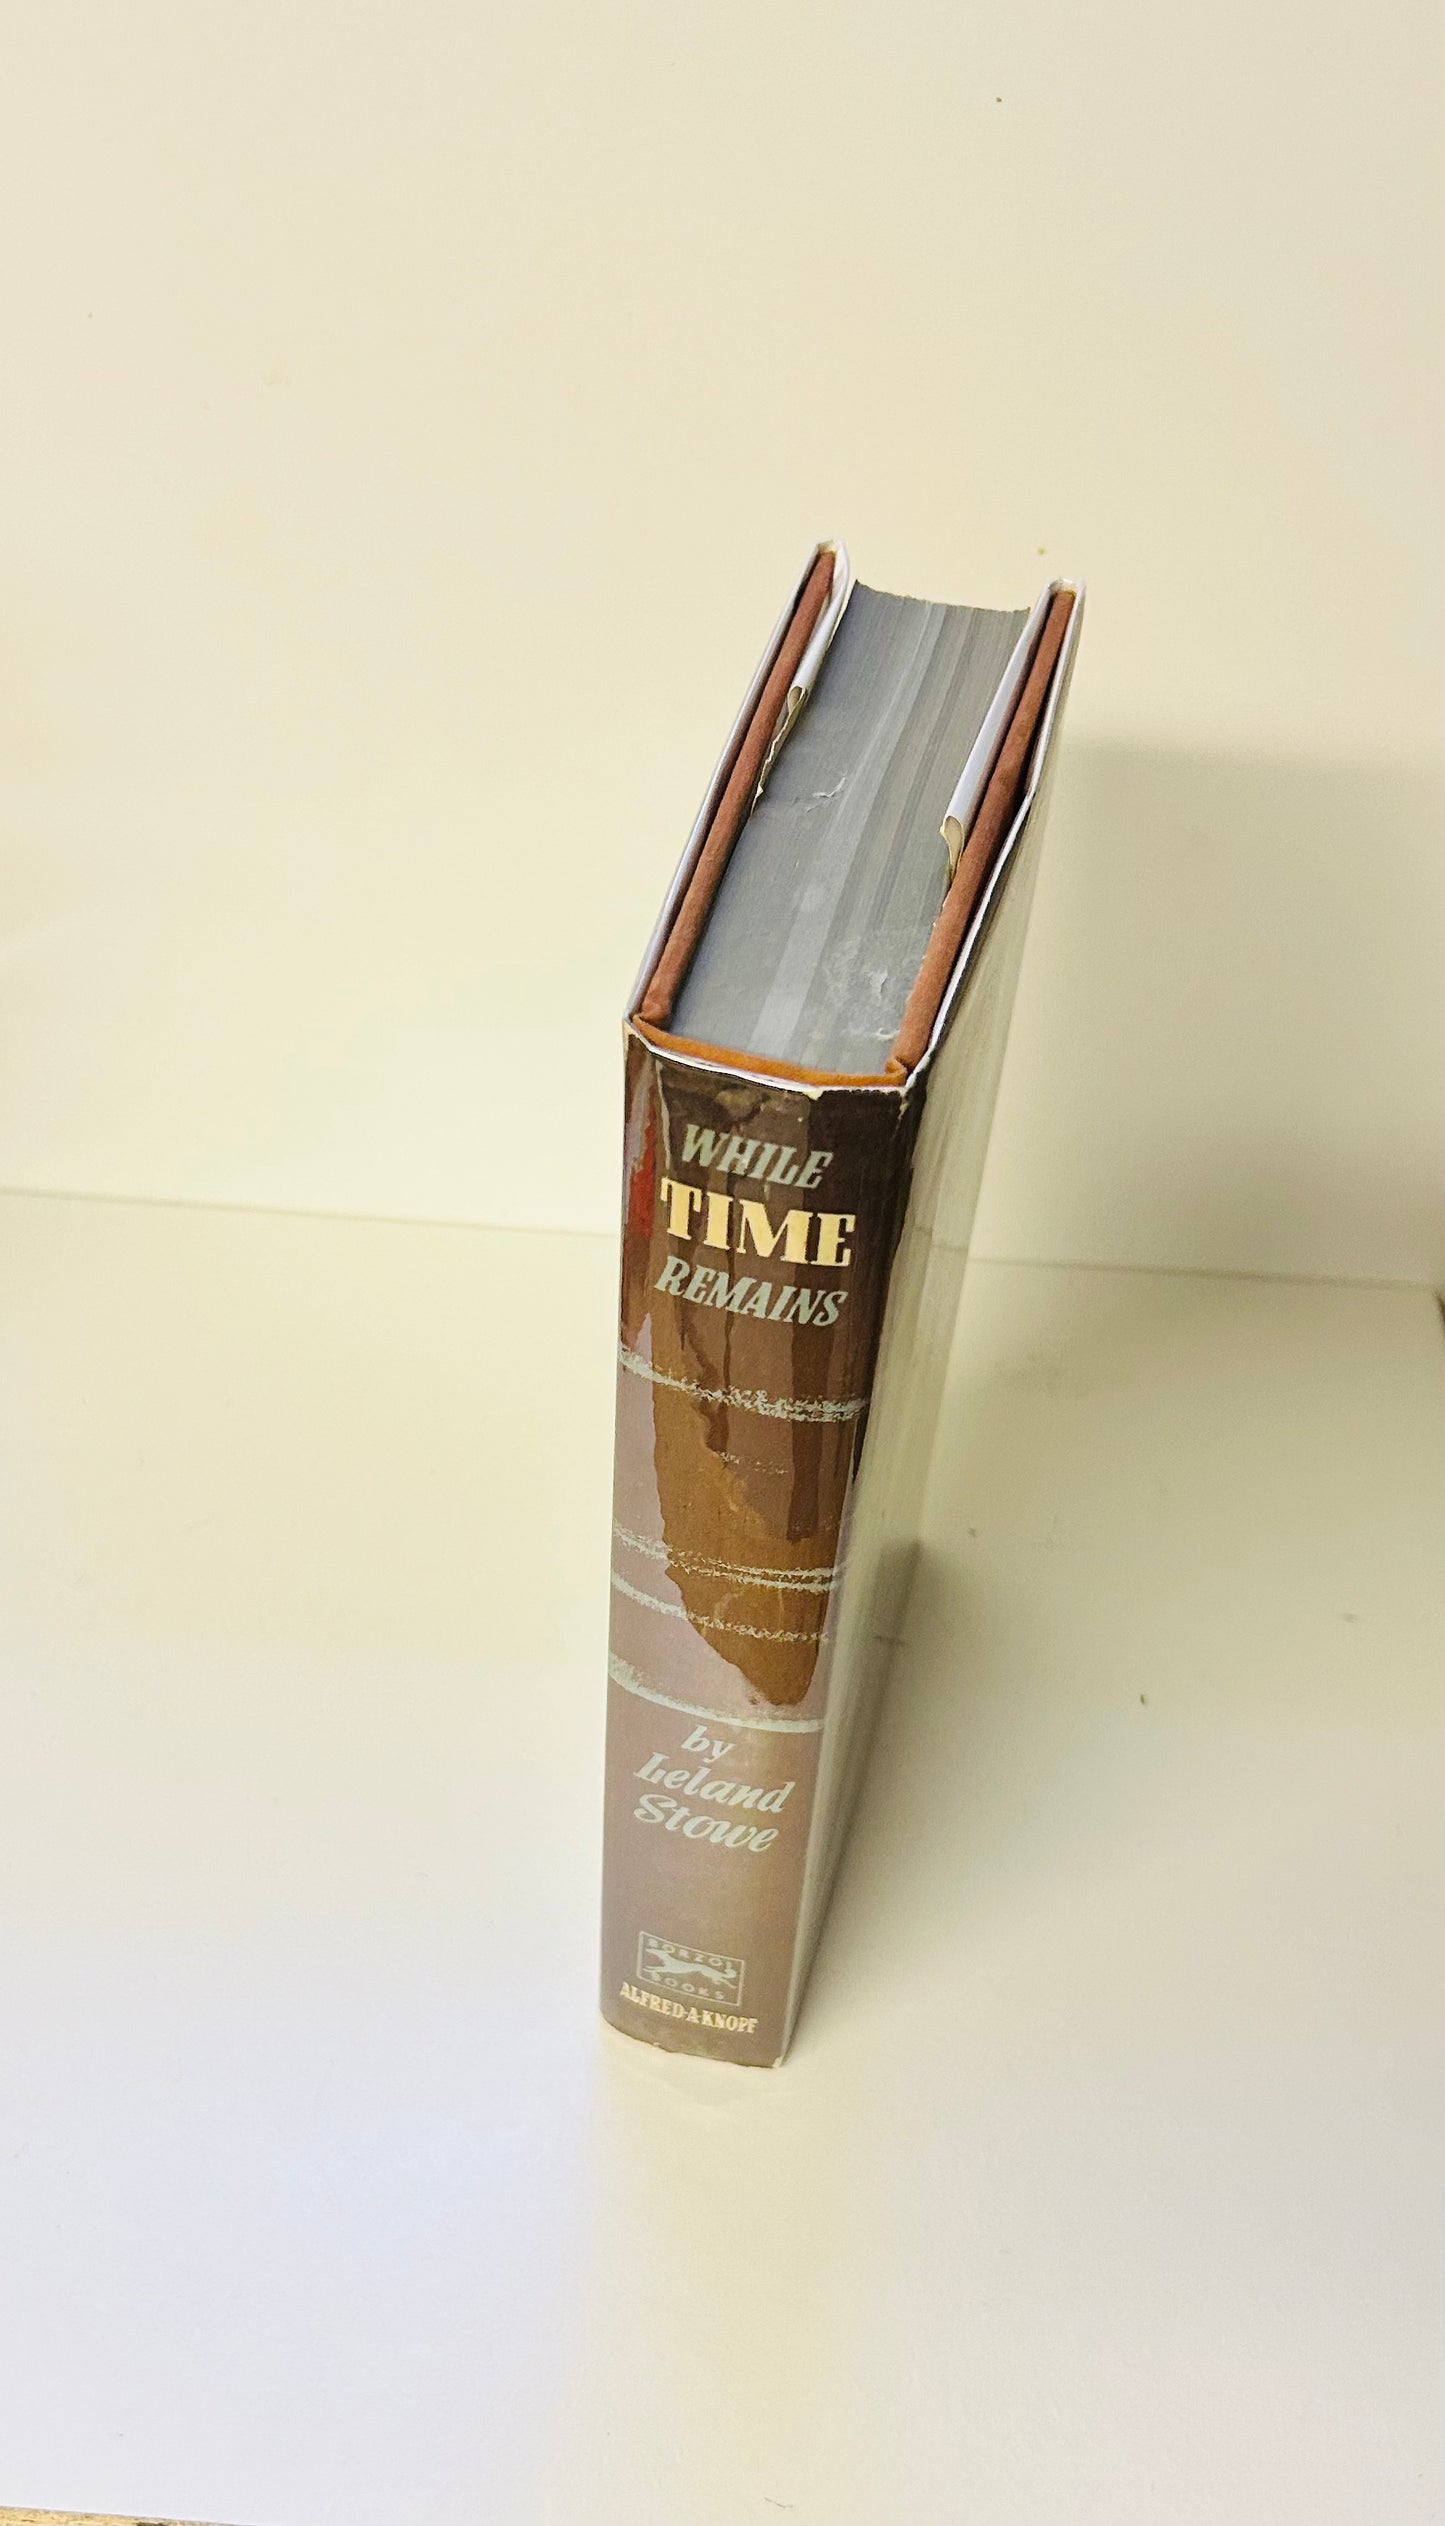 WHILE
TIME
REMAINS
by
Leland
Stowe
BORZOI
BOOKS
ALFRED·A·KNOPF